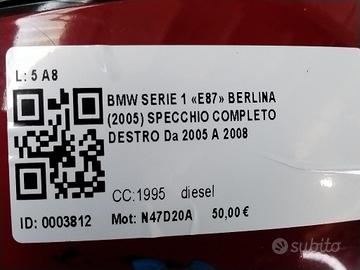 L: 5 A8
BMW SERIE 1 «E87» BERLINA
(2005) SPECCHIO COMPLETO
DESTRO Da 2005 A 2008
CC:1995 diesel
ID: 0003812 Mot: N47D20A 50,00 €
subito